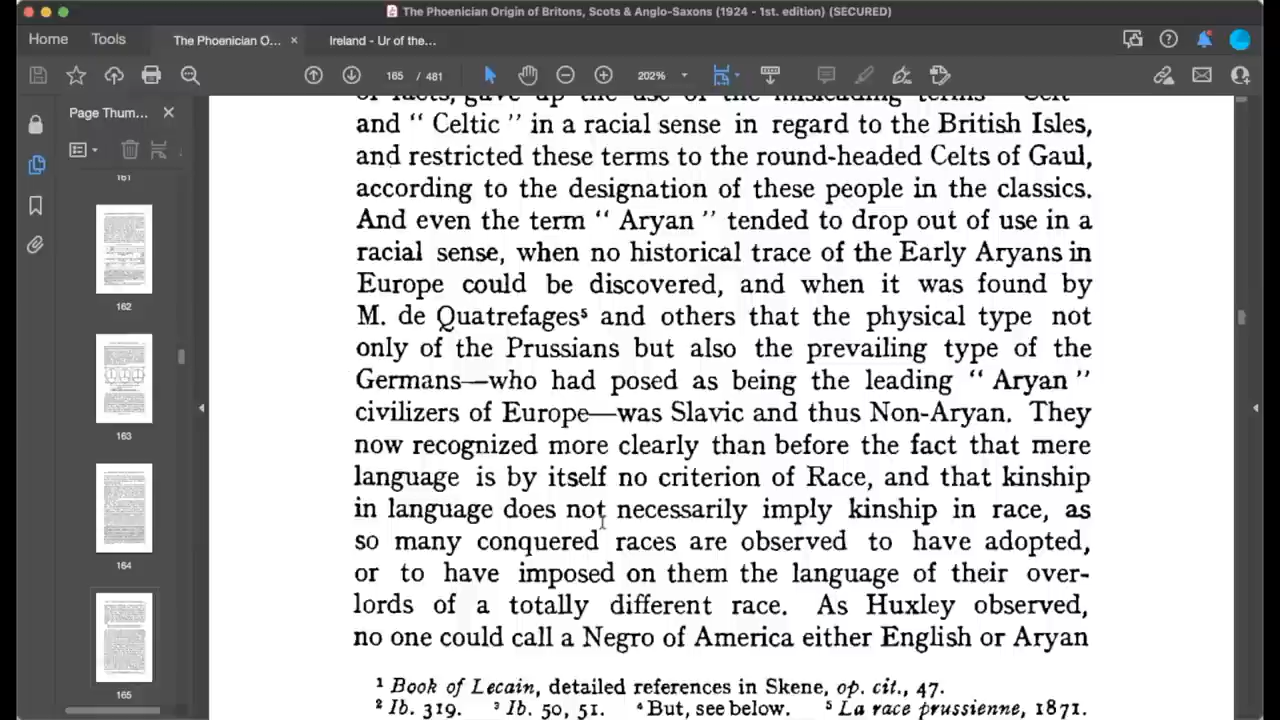 The Phoenician Origin of Britons, Scots & Anglo-Saxons (1924 - 1st. edition) (SECURED)
Home Tools The Phoenician O... × Ireland - Ur of the...
165 / 481 202%
Page Thum...
161
162
163
164
165
of facts, gave up the use of the misleading terms " Celt "
and " Celtic " in a racial sense in regard to the British Isles,
and restricted these terms to the round-headed Celts of Gaul,
according to the designation of these people in the classics.
And even the term " Aryan " tended to drop out of use in a
racial sense, when no historical trace of the Early Aryans in
Europe could be discovered, and when it was found by
M. de Quatrefages⁵ and others that the physical type not
only of the Prussians but also the prevailing type of the
Germans—who had posed as being the leading " Aryan "
civilizers of Europe—was Slavic and thus Non-Aryan. They
now recognized more clearly than before the fact that mere
language is by itself no criterion of Race, and that kinship
in language does not necessarily imply kinship in race, as
so many conquered races are observed to have adopted,
or to have imposed on them the language of their over-
lords of a totally different race. As Huxley observed,
no one could call a Negro of America either English or Aryan
¹ Book of Lecain, detailed references in Skene, op. cit., 47.
² Ib. 319. ³ Ib. 50, 51. ⁴ But, see below. ⁵ La race prussienne, 1871.